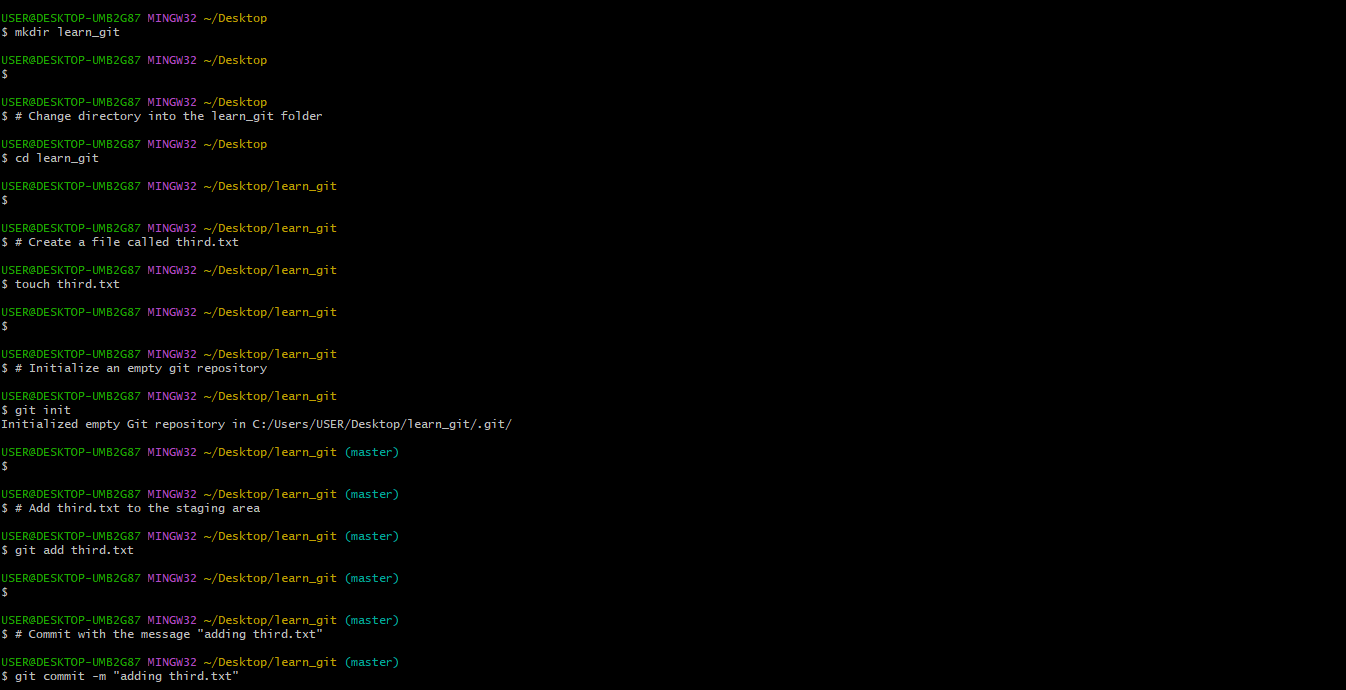 USER@DESKTOP-UMB2G87 MINGW32 ~/Desktop
$ mkdir learn_git
USER@DESKTOP-UMB2G87 MINGW32 ~/Desktop
$
USER@DESKTOP-UMB2G87 MINGW32 ~/Desktop
$ # Change directory into the learn_git folder
USER@DESKTOP-UMB2G87 MINGW32 ~/Desktop
$ cd learn_git
USER@DESKTOP-UMB2G87 MINGW32 ~/Desktop/learn_git
$
USER@DESKTOP-UMB2G87 MINGW32 ~/Desktop/learn_git
$ # Create a file called third.txt
USER@DESKTOP-UMB2G87 MINGW32 ~/Desktop/learn_git
$ touch third.txt
USER@DESKTOP-UMB2G87 MINGW32 ~/Desktop/learn_git
$
USER@DESKTOP-UMB2G87 MINGW32 ~/Desktop/learn_git
$ # Initialize an empty git repository
USER@DESKTOP-UMB2G87 MINGW32 ~/Desktop/learn_git
$ git init
Initialized empty Git repository in C:/Users/USER/Desktop/learn_git/.git/
USER@DESKTOP-UMB2G87 MINGW32 ~/Desktop/learn_git (master)
$
USER@DESKTOP-UMB2G87 MINGW32 ~/Desktop/learn_git (master)
$ # Add third.txt to the staging area
USER@DESKTOP-UMB2G87 MINGW32 ~/Desktop/learn_git (master)
$ git add third.txt
USER@DESKTOP-UMB2G87 MINGW32 ~/Desktop/learn_git (master)
$
USER@DESKTOP-UMB2G87 MINGW32 ~/Desktop/learn_git (master)
$ # Commit with the message "adding third.txt"
USER@DESKTOP-UMB2G87 MINGW32 ~/Desktop/learn_git (master)
$ git commit -m "adding third.txt"